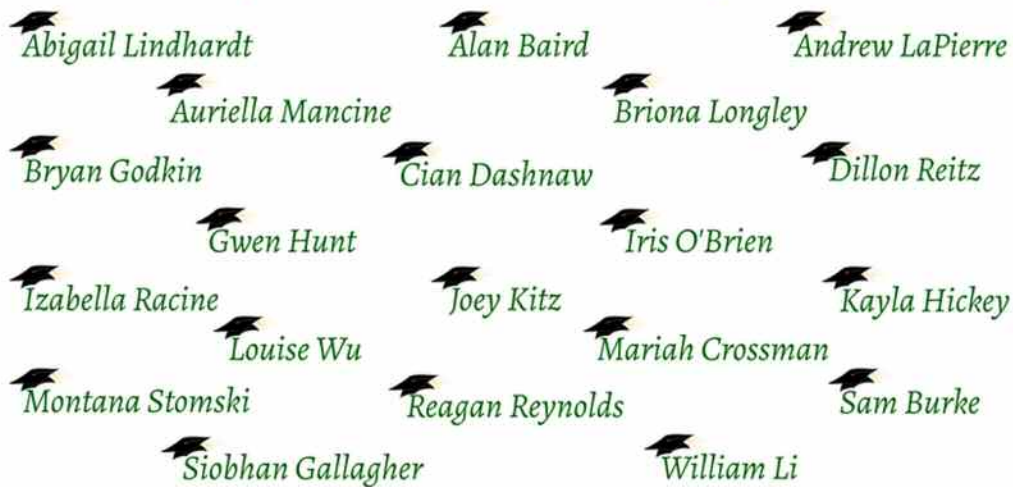 Abigail Lindhardt Alan Baird Andrew LaPierre
Auriella Mancine Briona Longley
Bryan Godkin Cian Dashnaw Dillon Reitz
Gwen Hunt Iris O'Brien
Izabella Racine Joey Kitz Kayla Hickey
Louise Wu Mariah Crossman
Montana Stomski Reagan Reynolds Sam Burke
Siobhan Gallagher William Li